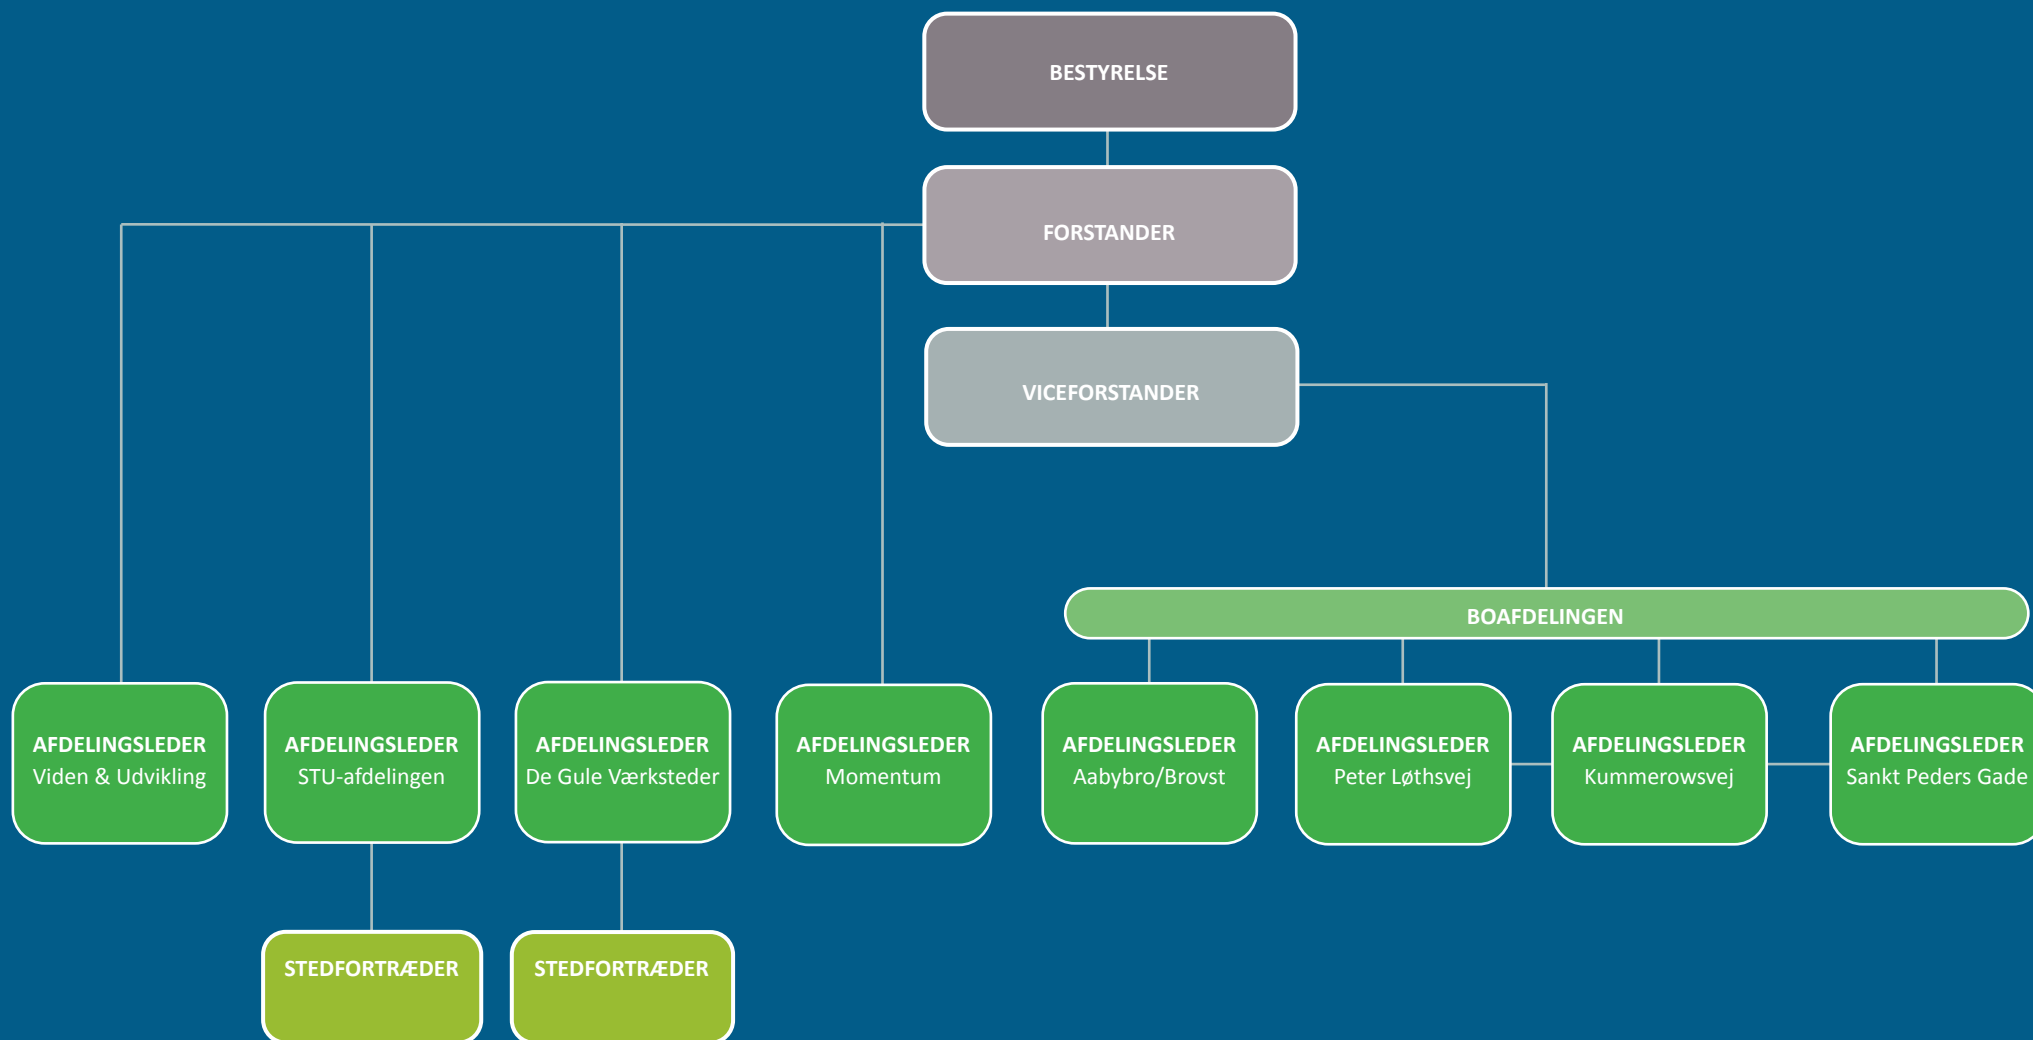 BESTYRELSE
FORSTANDER
VICEFORSTANDER
BOAFDELINGEN
AFDELINGSLEDER
Viden & Udvikling
AFDELINGSLEDER
STU-afdelingen
AFDELINGSLEDER
De Gule Værksteder
AFDELINGSLEDER
Momentum
AFDELINGSLEDER
Aabybro/Brovst
AFDELINGSLEDER
Peter Løthsvej
AFDELINGSLEDER
Kummerowsvej
AFDELINGSLEDER
Sankt Peders Gade
STEDFORTRÆDER
STEDFORTRÆDER